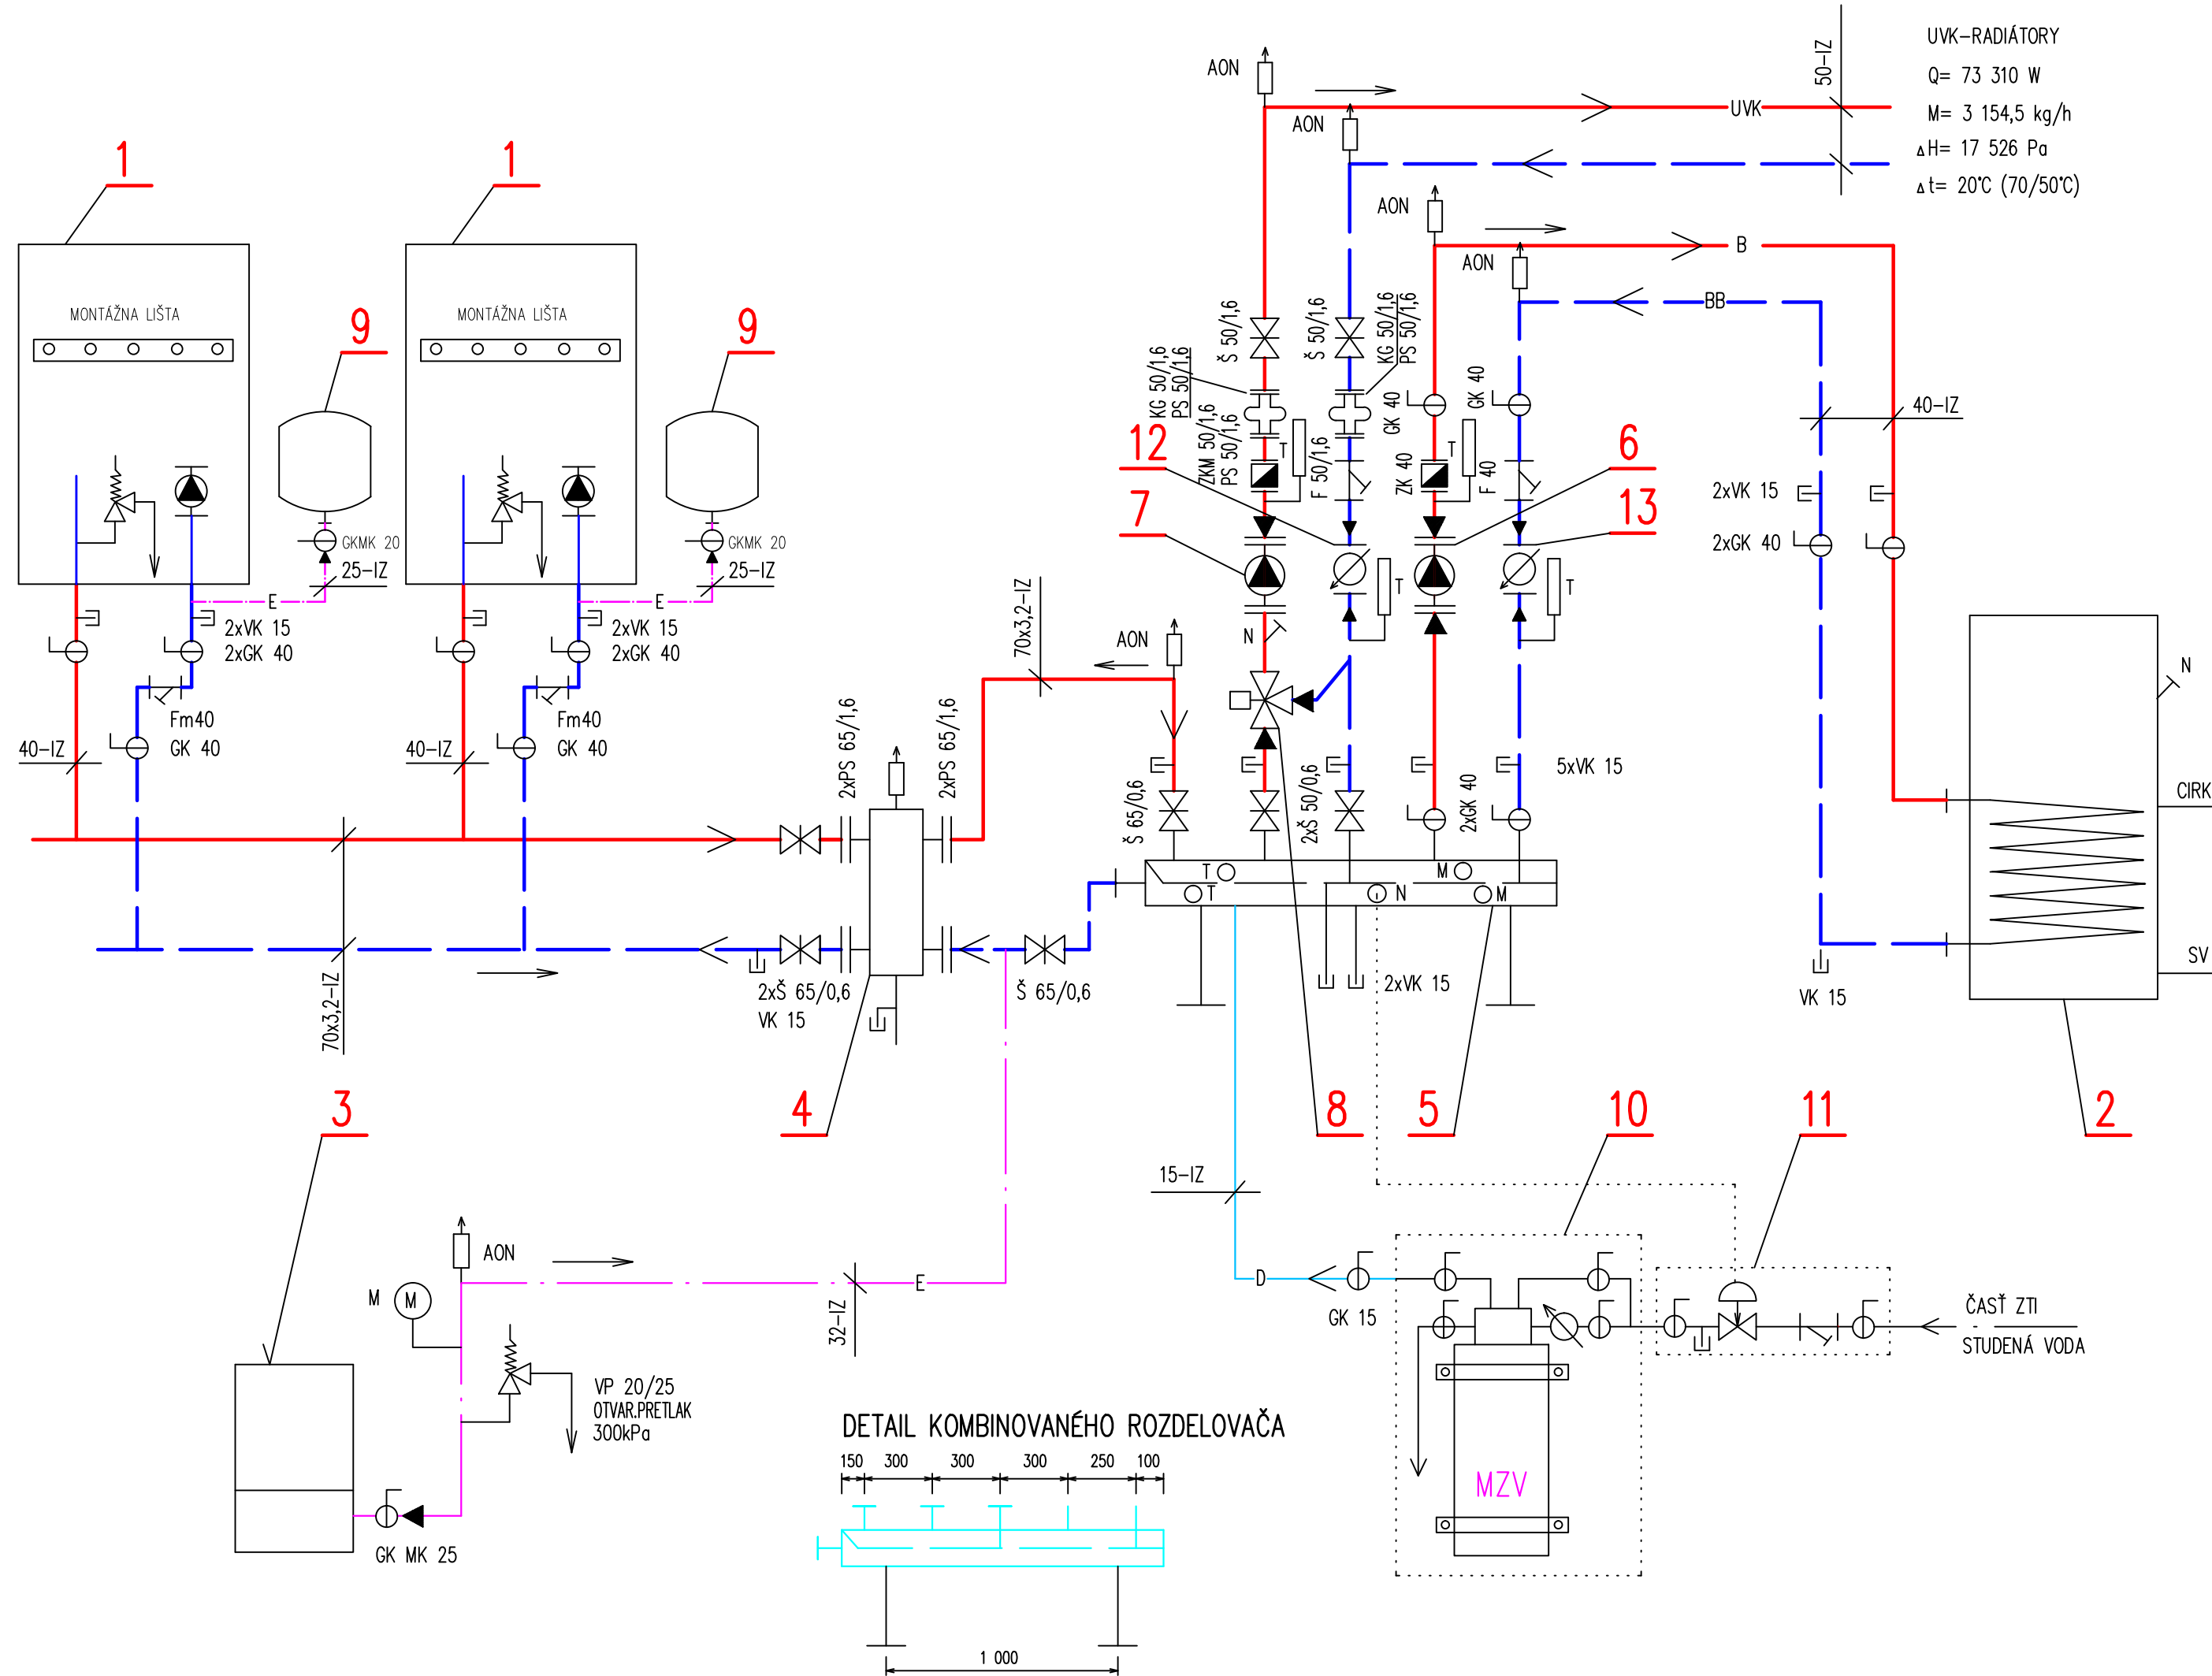 AON
UVK
50-IZ
UVK-RADIÁTORY
Q= 73 310 W
M= 3 154,5 kg/h
ΔH= 17 526 Pa
Δt= 20°C (70/50°C)
AON
AON
B
AON
BB
1
1
MONTÁŽNA LIŠTA
MONTÁŽNA LIŠTA
9
9
GKMK 20
GKMK 20
25-IZ
25-IZ
E
E
2xVK 15
2xGK 40
2xVK 15
2xGK 40
Fm40
GK 40
Fm40
GK 40
40-IZ
40-IZ
Š 50/1,6
Š 50/1,6
KG 50/1,6
PS 50/1,6
KG 50/1,6
PS 50/1,6
GK 40
GK 40
ZKM 50/1,6
PS 50/1,6
T
F 50/1,6
ZK 40
T
F 40
12
7
6
13
T
T
N
40-IZ
2xVK 15
2xGK 40
N
CIRK
SV
VK 15
70x3,2-IZ
AON
2xPS 65/1,6
2xPS 65/1,6
Š 65/0,6
2xŠ 50/0,6
2xGK 40
5xVK 15
T
T
M
N
M
2xVK 15
70x3,2-IZ
2xŠ 65/0,6
VK 15
Š 65/0,6
3
4
8
5
10
11
2
15-IZ
AON
M
M
E
32-IZ
VP 20/25
OTVAR.PRETLAK
300kPa
GK MK 25
D
GK 15
MZV
ČASŤ ZTI
STUDENÁ VODA
DETAIL KOMBINOVANÉHO ROZDELOVAČA
150 300 300 300 250 100
1 000